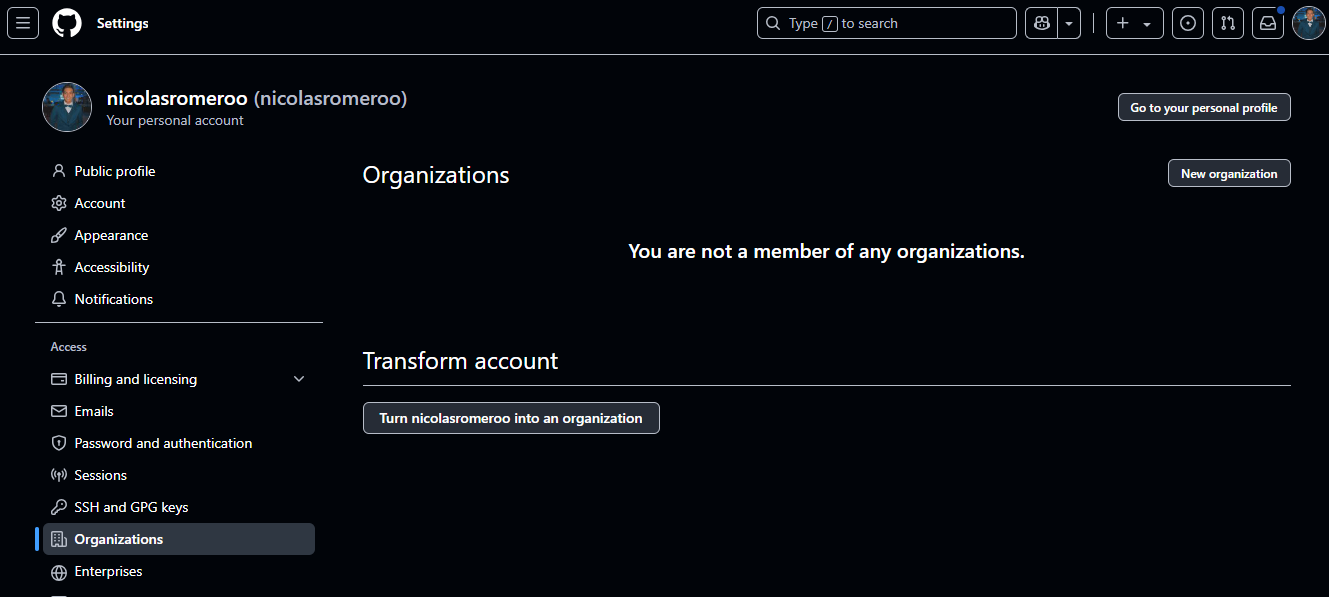 Settings
Type / to search
nicolasromeroo (nicolasromeroo)
Your personal account
Go to your personal profile
Public profile
Account
Appearance
Accessibility
Notifications
Access
Billing and licensing
Emails
Password and authentication
Sessions
SSH and GPG keys
Organizations
Enterprises
Organizations
New organization
You are not a member of any organizations.
Transform account
Turn nicolasromeroo into an organization